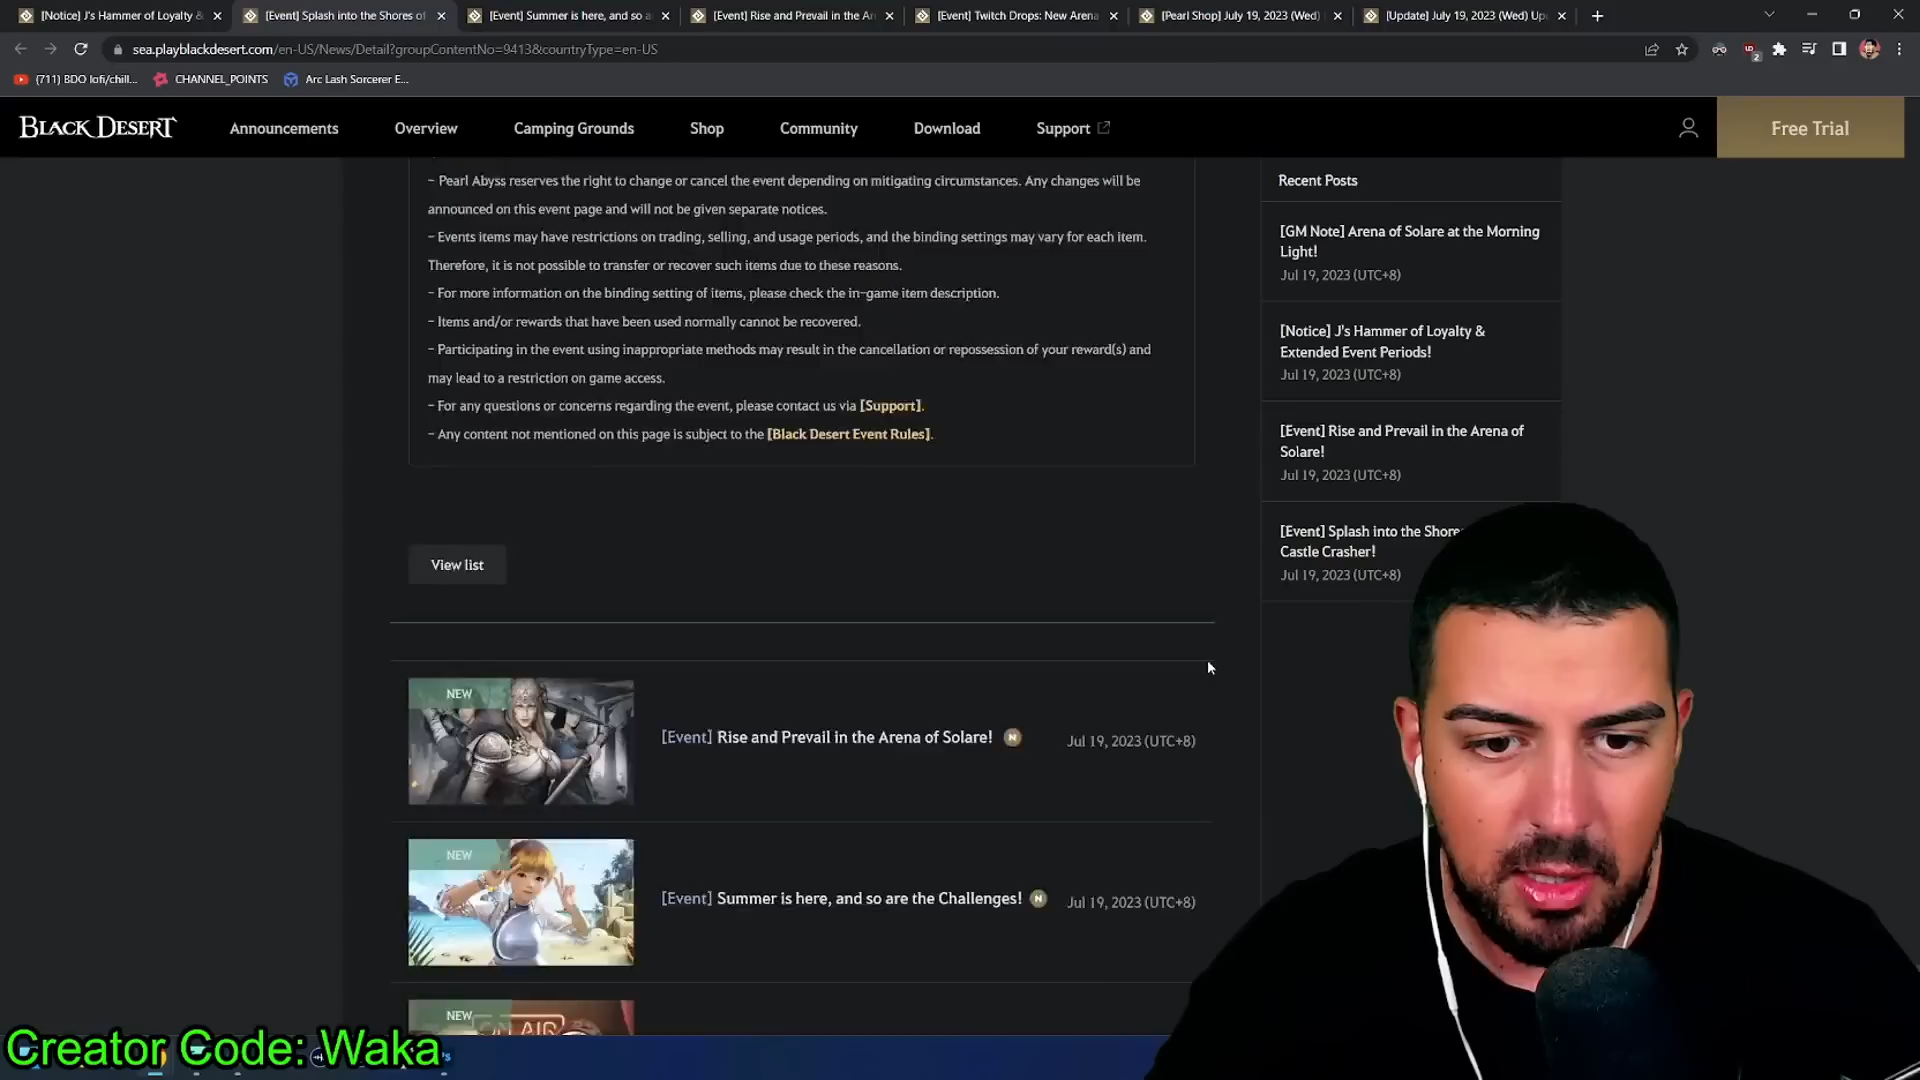 [Notice] J's Hammer of Loyalty &
[Event] Splash into the Shores of
[Event] Summer is here, and so a
[Event] Rise and Prevail in the Ar
[Event] Twitch Drops: New Arena
[Pearl Shop] July 19, 2023 (Wed)
[Update] July 19, 2023 (Wed) Up
sea.playblackdesert.com/en-US/News/Detail?groupContentNo=9413&countryType=en-US
(711) BDO lofi/chill...
CHANNEL_POINTS
Arc Lash Sorcerer E...
BLACK DESERT
Announcements
Overview
Camping Grounds
Shop
Community
Download
Support
Free Trial
- Pearl Abyss reserves the right to change or cancel the event depending on mitigating circumstances. Any changes will be
announced on this event page and will not be given separate notices.
- Events items may have restrictions on trading, selling, and usage periods, and the binding settings may vary for each item.
Therefore, it is not possible to transfer or recover such items due to these reasons.
- For more information on the binding setting of items, please check the in-game item description.
- Items and/or rewards that have been used normally cannot be recovered.
- Participating in the event using inappropriate methods may result in the cancellation or repossession of your reward(s) and
may lead to a restriction on game access.
- For any questions or concerns regarding the event, please contact us via [Support].
- Any content not mentioned on this page is subject to the [Black Desert Event Rules].
View list
NEW
[Event] Rise and Prevail in the Arena of Solare! N
Jul 19, 2023 (UTC+8)
NEW
[Event] Summer is here, and so are the Challenges! N
Jul 19, 2023 (UTC+8)
NEW
ON AIR
Recent Posts
[GM Note] Arena of Solare at the Morning
Light!
Jul 19, 2023 (UTC+8)
[Notice] J's Hammer of Loyalty &
Extended Event Periods!
Jul 19, 2023 (UTC+8)
[Event] Rise and Prevail in the Arena of
Solare!
Jul 19, 2023 (UTC+8)
[Event] Splash into the Shore
Castle Crasher!
Jul 19, 2023 (UTC+8)
Creator Code: Waka